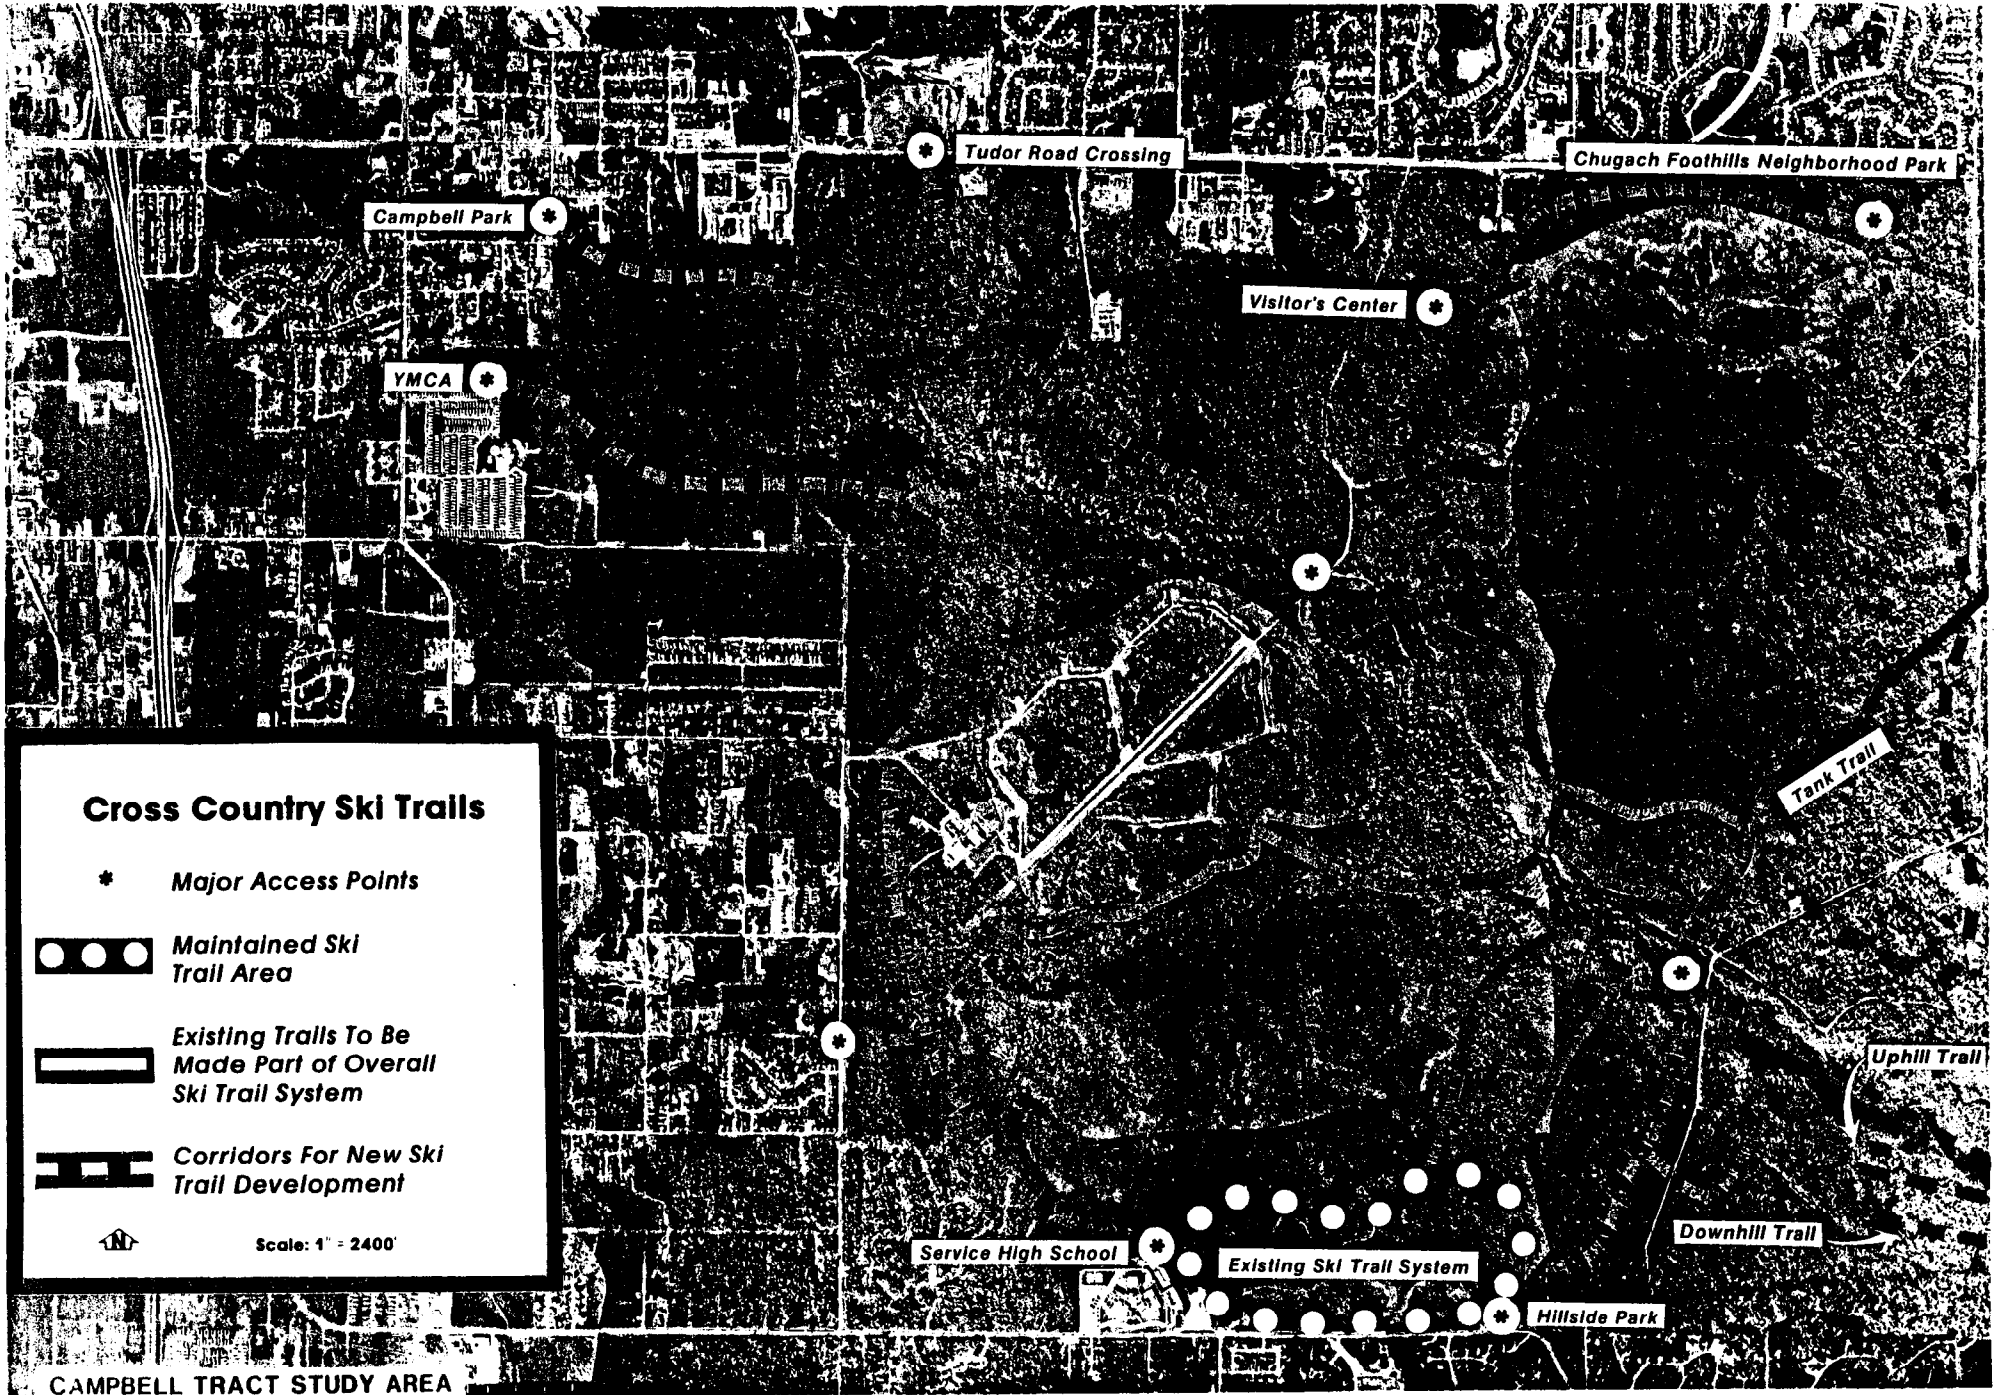 Tudor Road Crossing
Chugach Foothills Neighborhood Park
Campbell Park
Visitor's Center
YMCA
Tank Trail
Cross Country Ski Trails
* Major Access Points
Maintained Ski
Trail Area
Existing Trails To Be
Made Part of Overall
Ski Trail System
Corridors For New Ski
Trail Development
N
Scale: 1" = 2400'
Uphill Trail
Downhill Trail
Service High School
Existing Ski Trail System
Hillside Park
CAMPBELL TRACT STUDY AREA